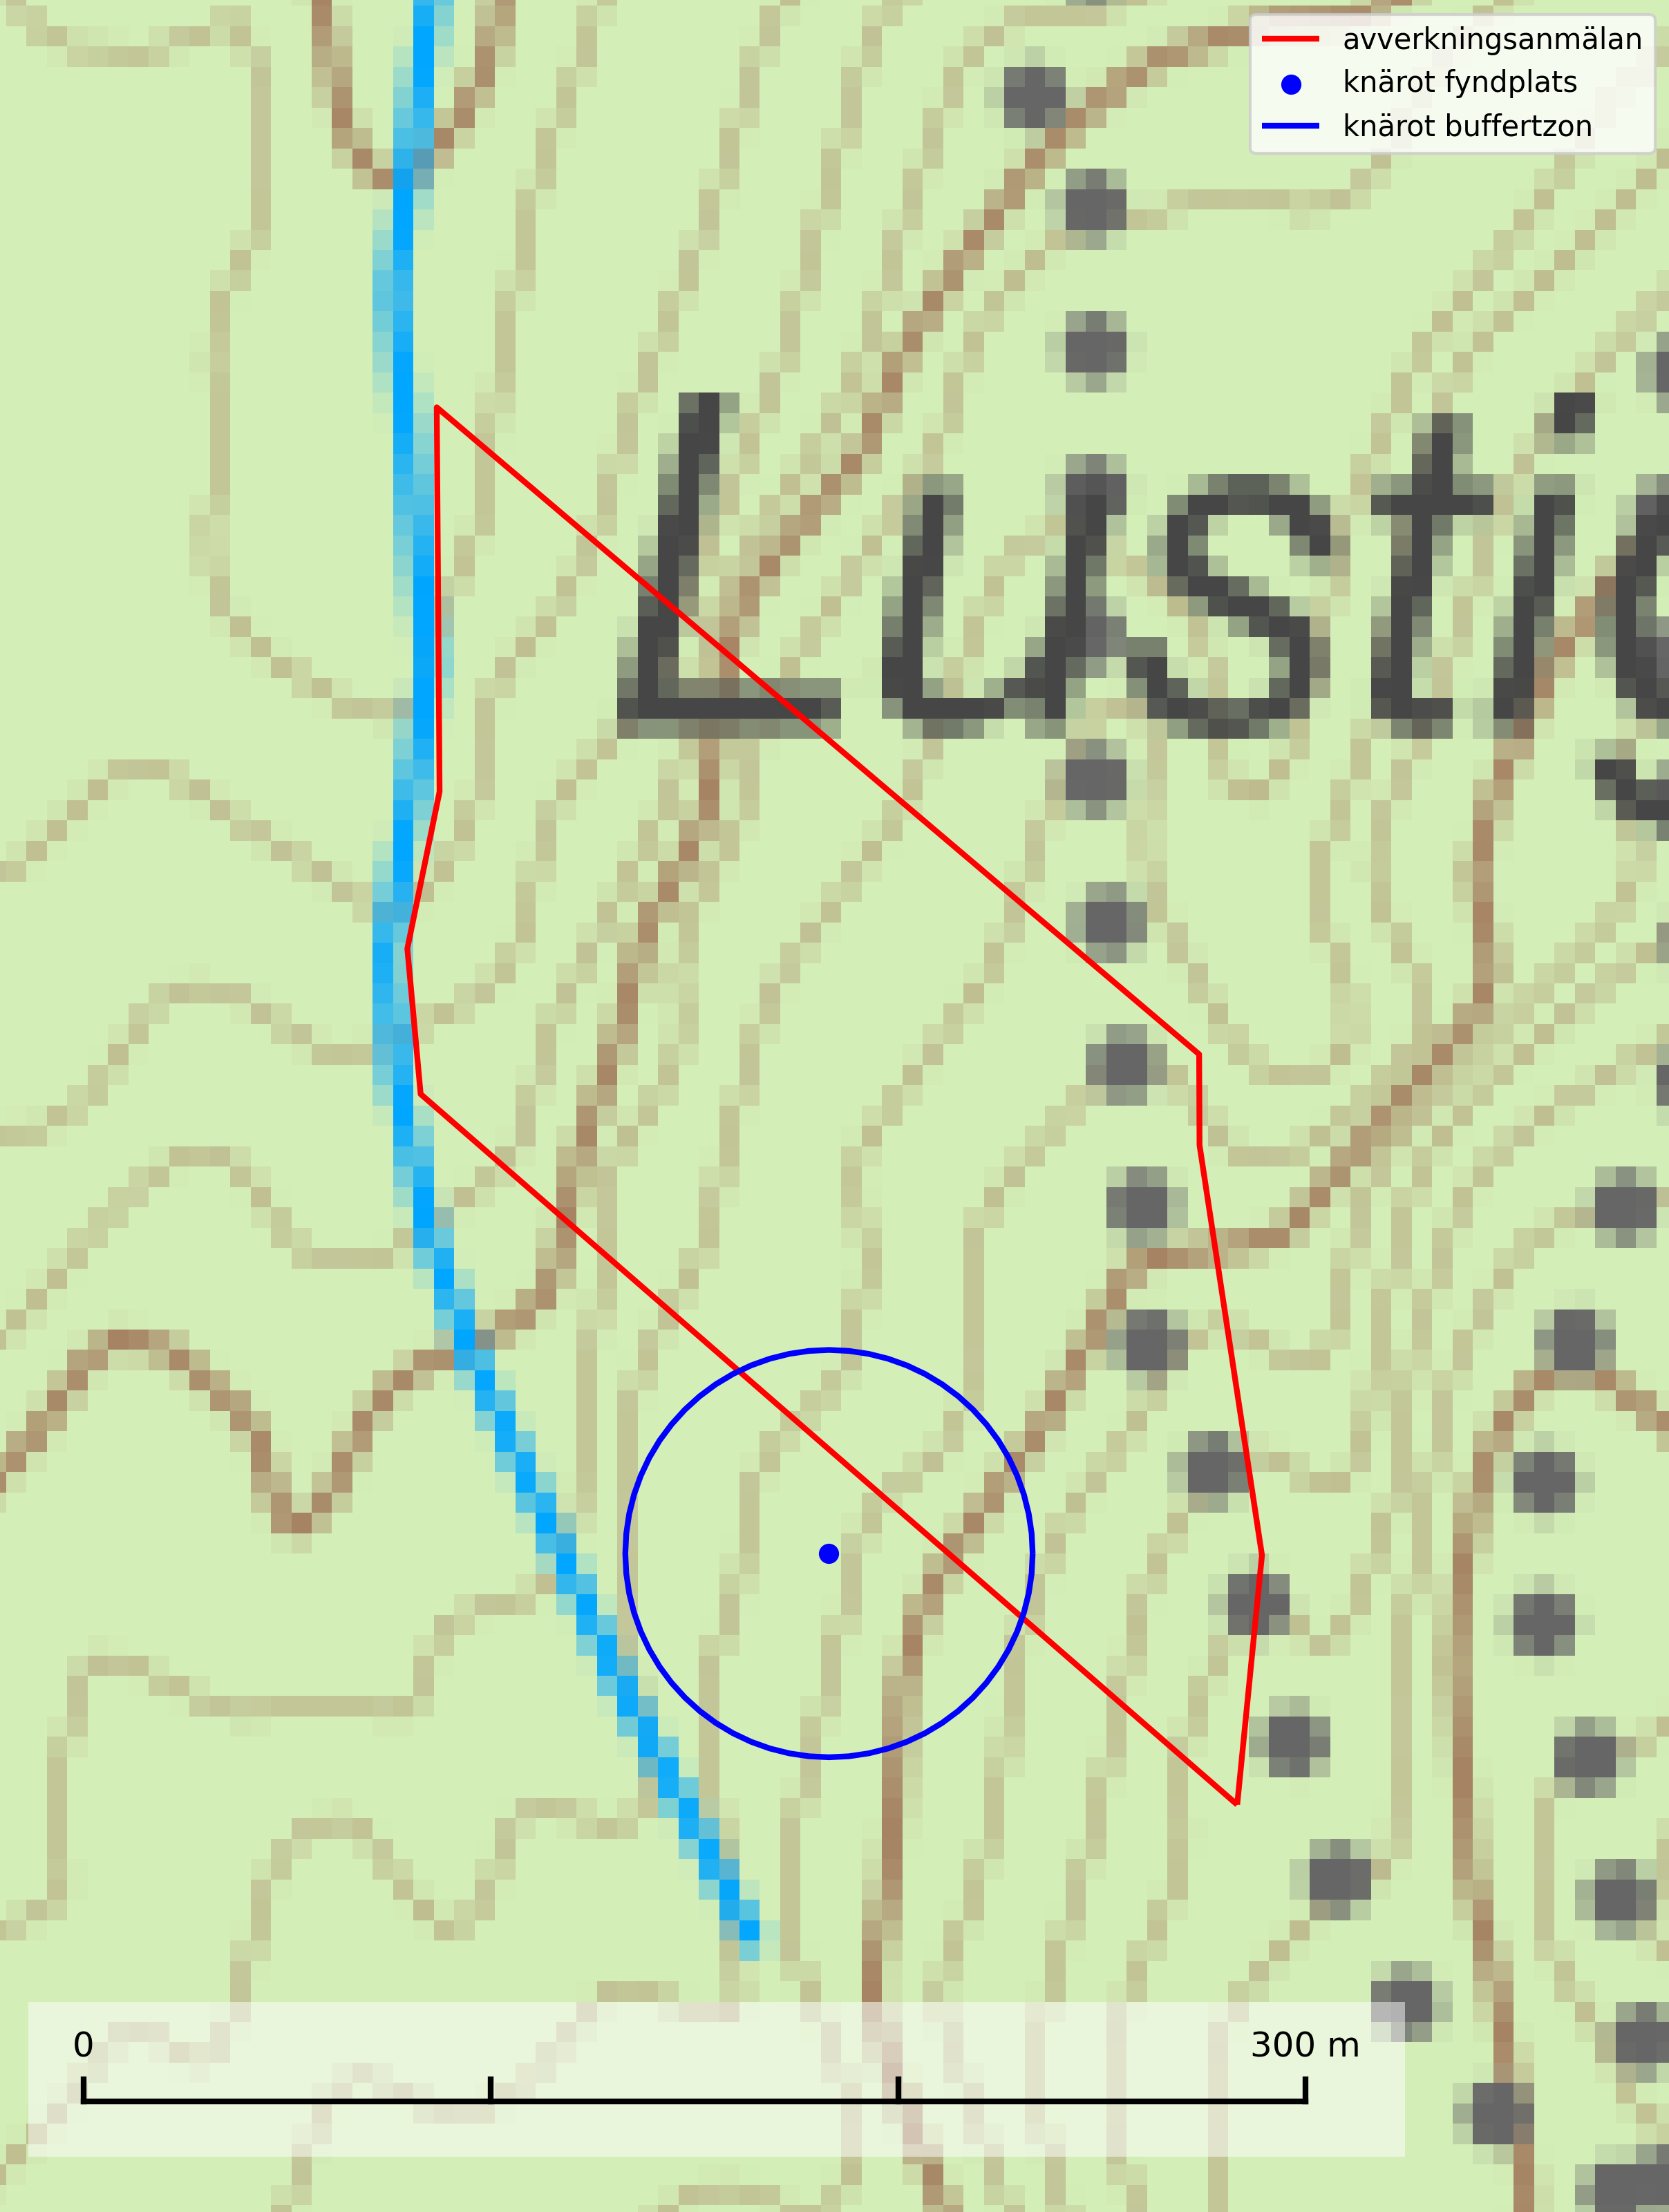 avverkningsanmälan
knärot fyndplats
knärot buffertzon
0
300 m